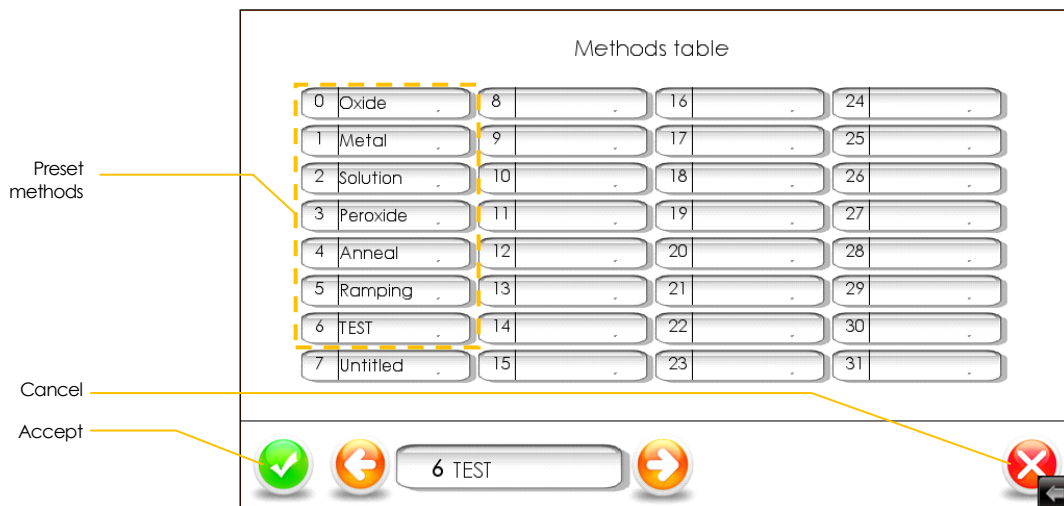 Methods table
0 Oxide 8 16 24
1 Metal 9 17 25
2 Solution 10 18 26
3 Peroxide 11 19 27
4 Anneal 12 20 28
5 Ramping 13 21 29
6 TEST 14 22 30
7 Untitled 15 23 31
Preset
methods
Cancel
Accept
6 TEST